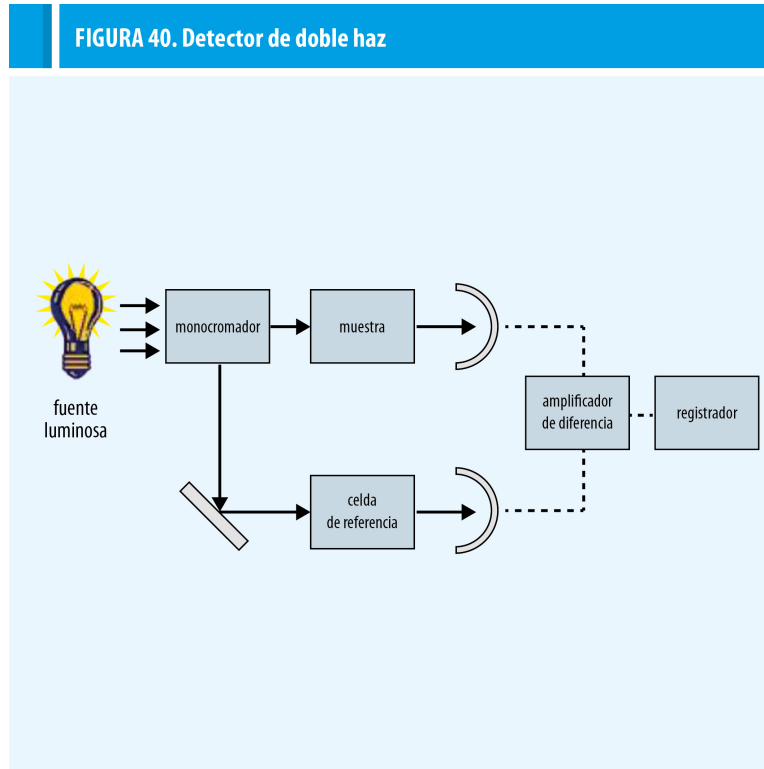 FIGURA 40. Detector de doble haz
fuente
luminosa
monocromador
muestra
celda
de referencia
amplificador
de diferencia
registrador